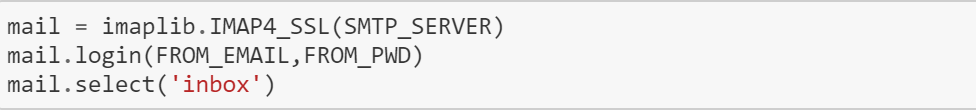 mail = imaplib.IMAP4_SSL(SMTP_SERVER)
mail.login(FROM_EMAIL,FROM_PWD)
mail.select('inbox')